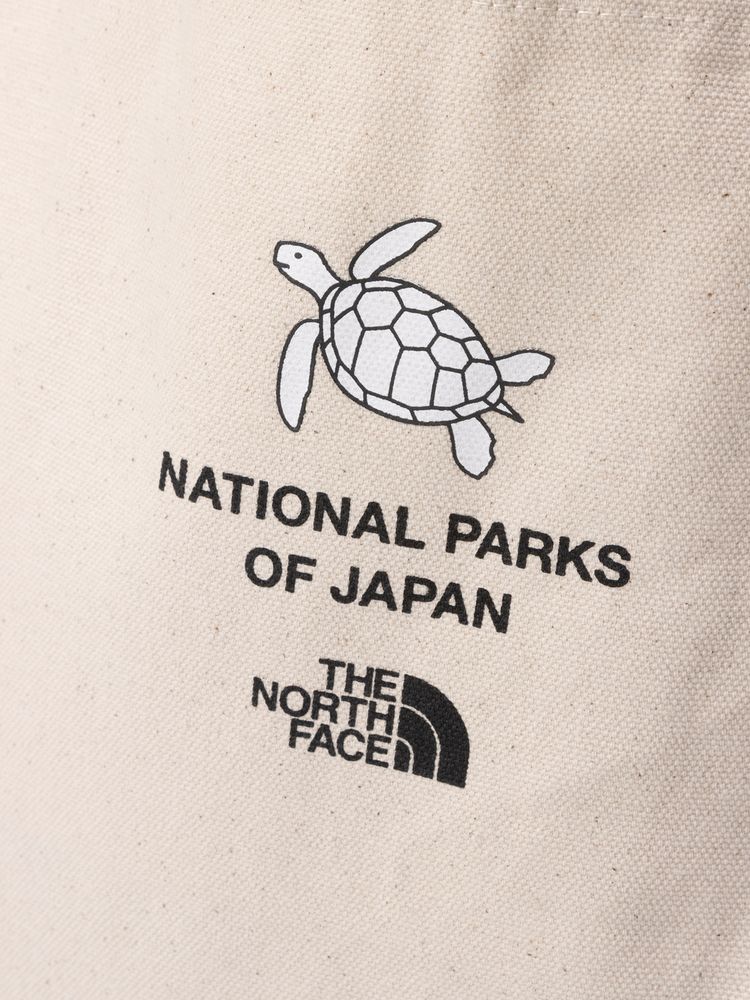 NATIONAL PARKS
OF JAPAN
THE
NORTH
FACE